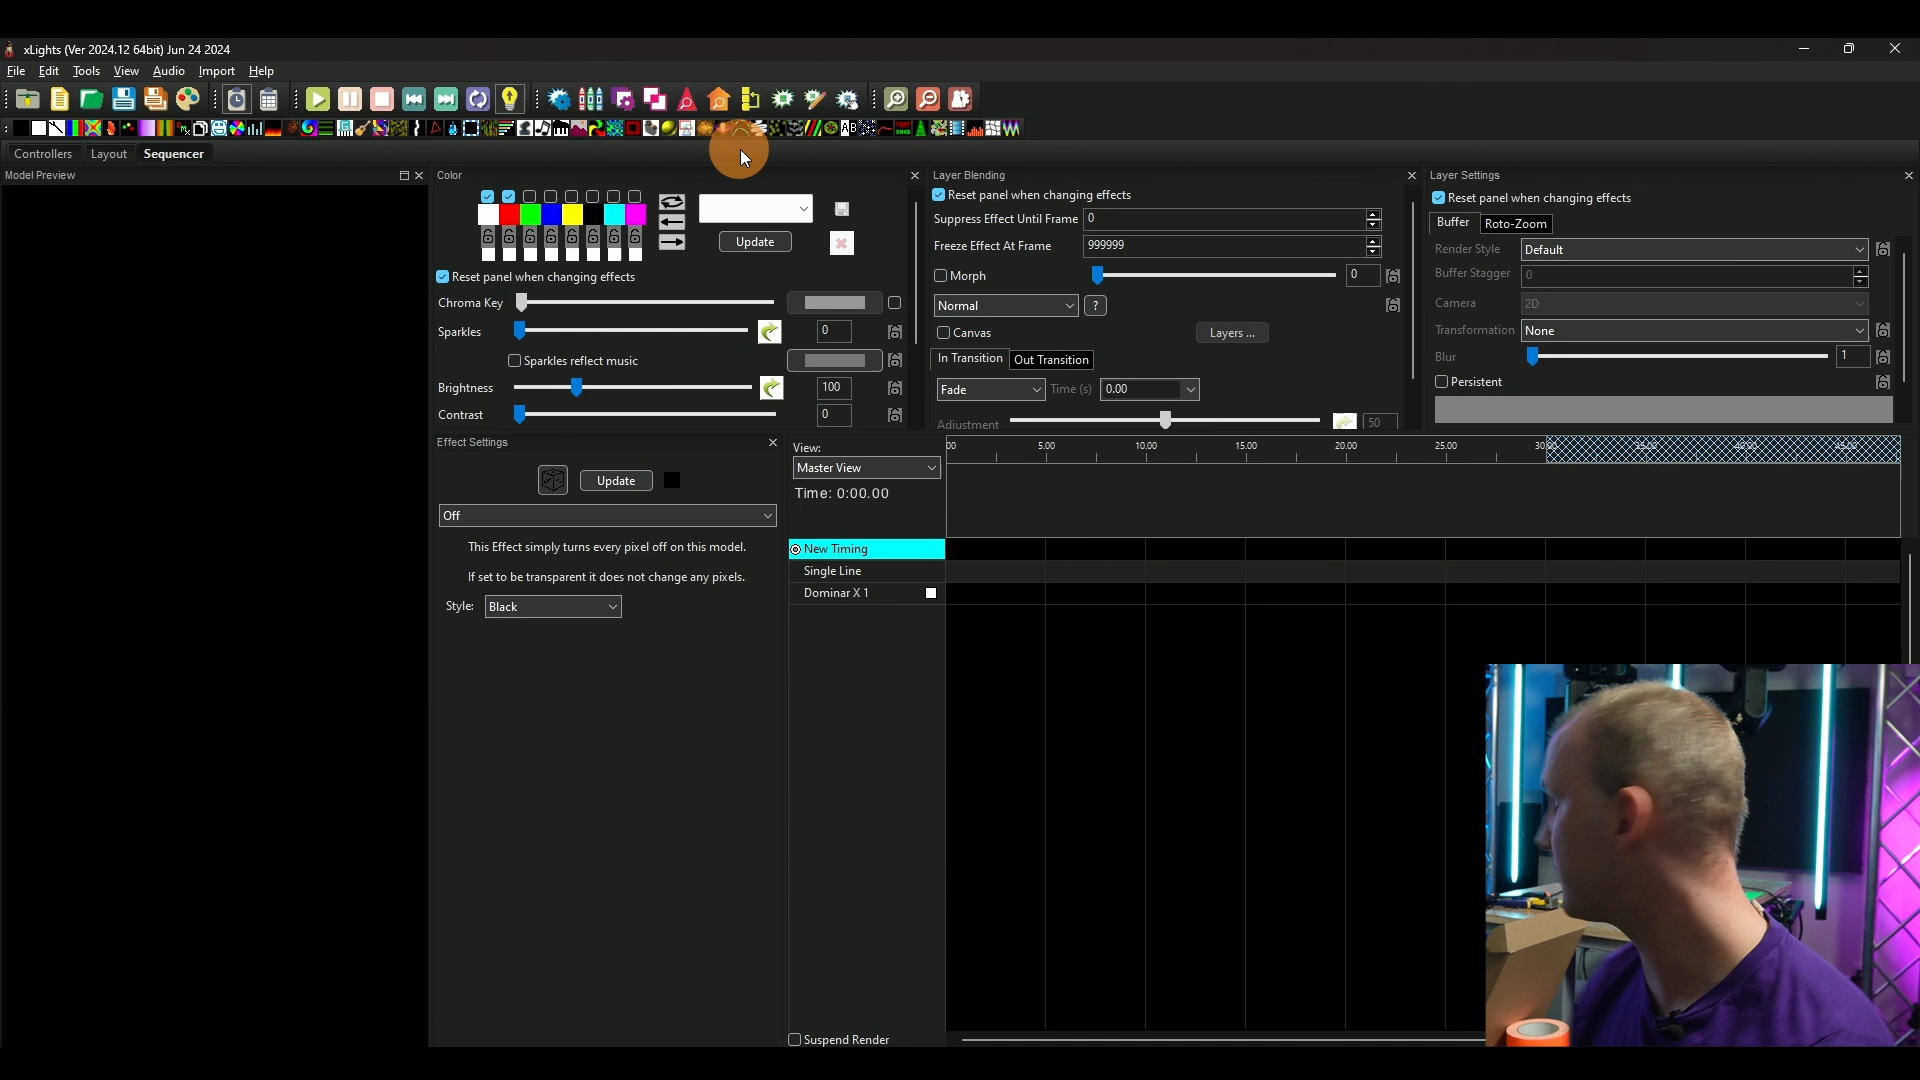 xLights (Ver 2024.12 64bit) Jun 24 2024
File Edit Tools View Audio Import Help
Controllers Layout Sequencer
Model Preview
Color
Update
Reset panel when changing effects
Chroma Key
Sparkles 0
Sparkles reflect music
Brightness 100
Contrast 0
Layer Blending
Reset panel when changing effects
Suppress Effect Until Frame 0
Freeze Effect At Frame 999999
Morph 0
Normal ?
Canvas Layers ...
In Transition Out Transition
Fade Time (s) 0.00
Adjustment 50
Layer Settings
Reset panel when changing effects
Buffer Roto-Zoom
Render Style Default
Buffer Stagger 0
Camera 2D
Transformation None
Blur 1
Persistent
Effect Settings
Update
Off
This Effect simply turns every pixel off on this model.
If set to be transparent it does not change any pixels.
Style: Black
View:
Master View
Time: 0:00.00
5.00 10.00 15.00 20.00 25.00 35.00 40.00 45.00
New Timing
Single Line
Dominar X 1
Suspend Render